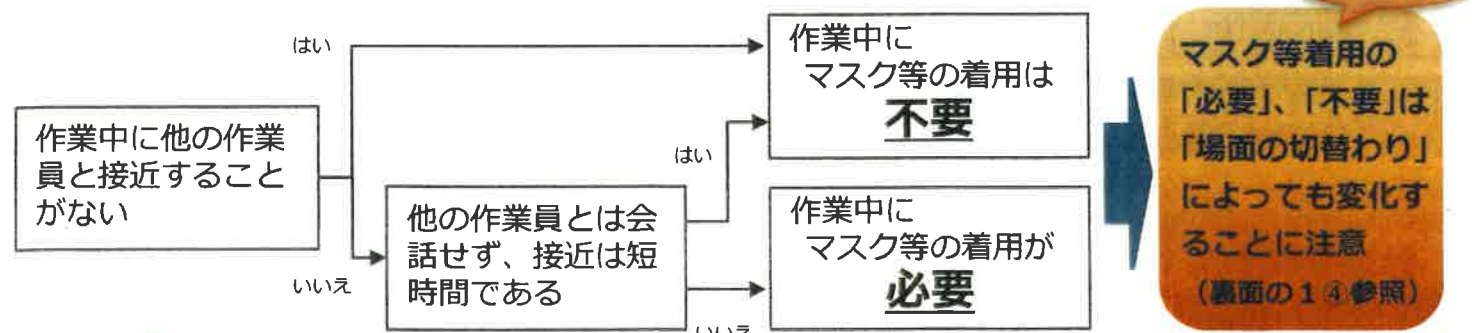 はい
作業中に他の作業
員と接近すること
がない
いいえ
他の作業員とは会
話せず、接近は短
時間である
はい
いいえ
作業中に
マスク等の着用は
不要
作業中に
マスク等の着用が
必要
マスク等着用の
「必要」、「不要」は
「場面の切替わり」
によっても変化す
ることに注意
（裏面の1④参照）